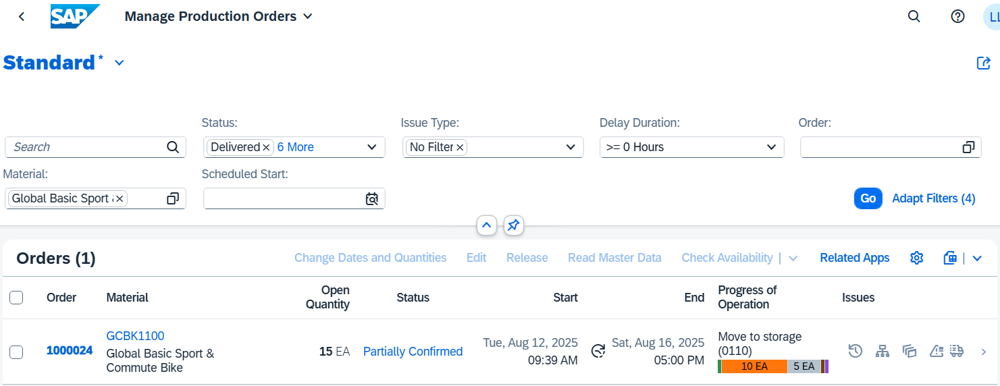 SAP Manage Production Orders
LL
Standard *
Status:
Issue Type:
Delay Duration:
Order:
Search
Delivered 6 More
No Filter
>= 0 Hours
Material:
Scheduled Start:
Global Basic Sport
Go
Adapt Filters (4)
Orders (1)
Change Dates and Quantities
Edit
Release
Read Master Data
Check Availability
Related Apps
Order
Material
Open
Quantity
Status
Start
End
Progress of
Operation
Issues
1000024
GCBK1100
Global Basic Sport &
Commute Bike
15 EA
Partially Confirmed
Tue, Aug 12, 2025
09:39 AM
Sat, Aug 16, 2025
05:00 PM
Move to storage
(0110)
10 EA
5 EA